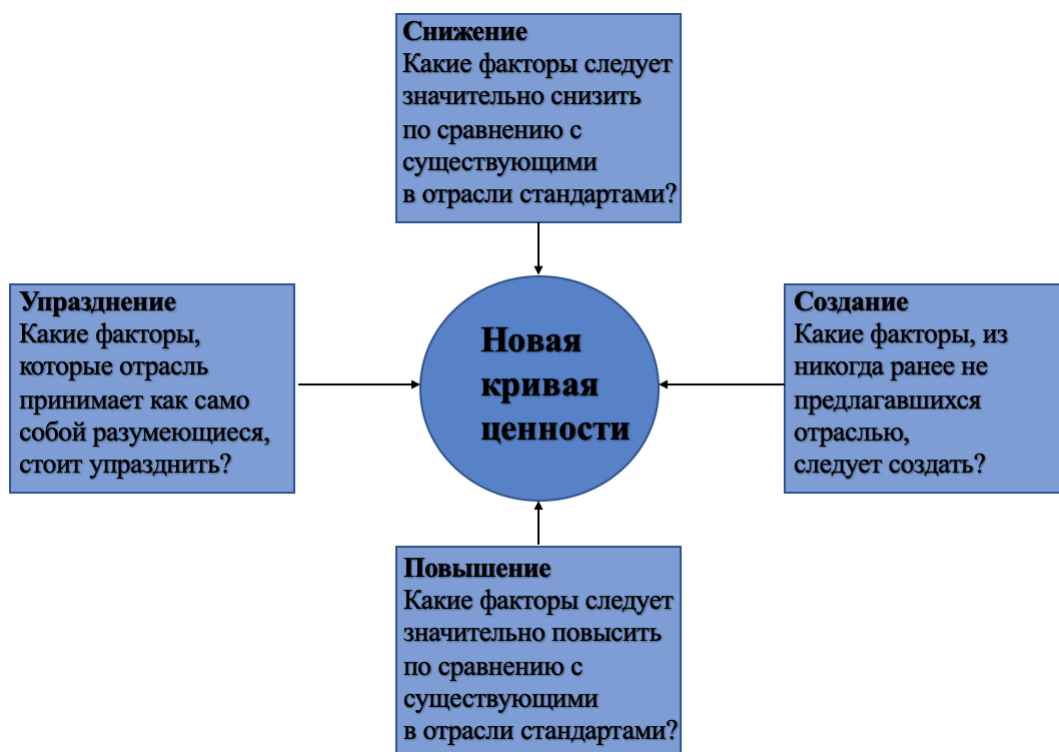 Снижение
Какие факторы следует
значительно снизить
по сравнению с
существующими
в отрасли стандартами?
Упразднение
Какие факторы,
которые отрасль
принимает как само
собой разумеющиеся,
стоит упразднить?
Новая
кривая
ценности
Создание
Какие факторы, из
никогда ранее не
предлагавшихся
отраслью,
следует создать?
Повышение
Какие факторы следует
значительно повысить
по сравнению с
существующими
в отрасли стандартами?